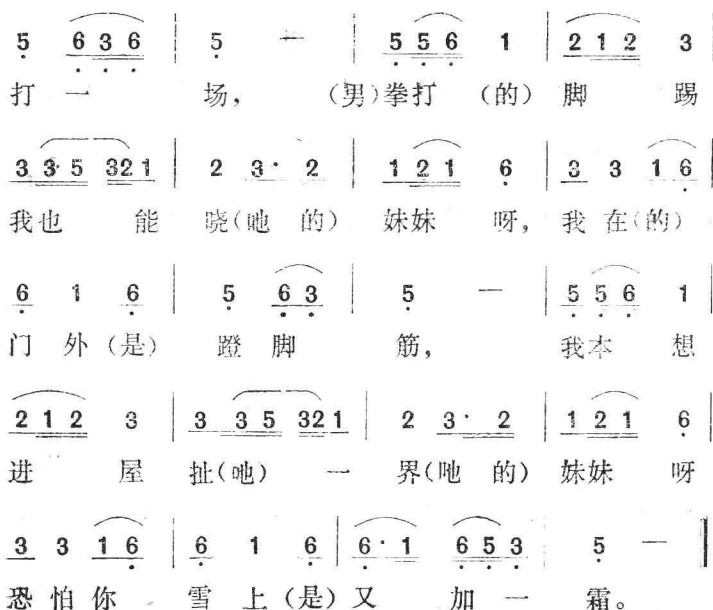 5 6 3 6 | 5 — | 5 5 6 1 | 2 1 2 3
打一 场， （男）拳打（的）脚 踢
3 3· 5 3 2 1 | 2 3· 2 | 1 2 1 6 | 3 3 1 6
我也 能 晓（吔 的） 妹妹 呀，我 在（的）
6 1 6 | 5 6 3 | 5 — | 5 5 6 1
门 外（是） 蹬 脚 筋， 我本 想
2 1 2 3 | 3 3 5 3 2 1 | 2 3· 2 | 1 2 1 6
进 屋 扯（吔） 一 界（吔 的） 妹妹 呀
3 3 1 6 | 6 1 6 | 6· 1 6 5 3 | 5 —
恐 怕 你 雪 上（是）又 加 一 霜。